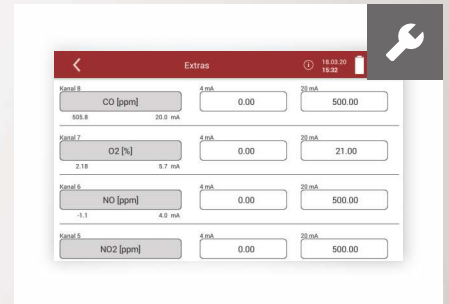 Extras
18.03.20
15:32
Kanal 8 4 mA 20 mA
CO [ppm] 0.00 500.00
505.8 20.0 mA
Kanal 7 4 mA 20 mA
O2 [%] 0.00 21.00
2.18 5.7 mA
Kanal 6 4 mA 20 mA
NO [ppm] 0.00 500.00
-1.1 4.0 mA
Kanal 5 4 mA 20 mA
NO2 [ppm] 0.00 500.00